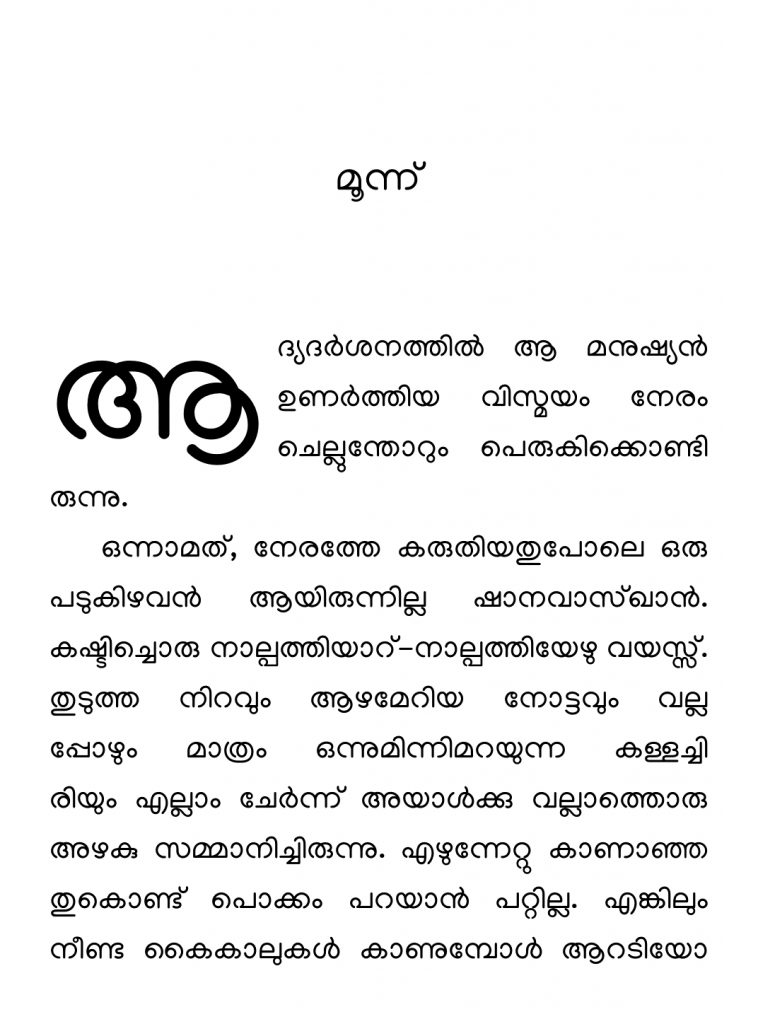 മൂന്ന്
ആദ്യദർശനത്തിൽ ആ മനുഷ്യൻ
ഉണർത്തിയ വിസ്മയം നേരം
ചെല്ലുന്തോറും പെരുകിക്കൊണ്ടി
രുന്നു.
ഒന്നാമത്, നേരത്തേ കരുതിയതുപോലെ ഒരു
പടുകിഴവൻ ആയിരുന്നില്ല ഷാനവാസ്ഖാൻ.
കഷ്ടിച്ചൊരു നാല്പത്തിയാറ്-നാല്പത്തിയേഴു വയസ്സ്.
തുടുത്ത നിറവും ആഴമേറിയ നോട്ടവും വല്ല
പ്പോഴും മാത്രം ഒന്നുമിന്നിമറയുന്ന കള്ളച്ചി
രിയും എല്ലാം ചേർന്ന് അയാൾക്കു വല്ലാത്തൊരു
അഴകു സമ്മാനിച്ചിരുന്നു. എഴുന്നേറ്റു കാണാഞ്ഞ
തുകൊണ്ട് പൊക്കം പറയാൻ പറ്റില്ല. എങ്കിലും
നീണ്ട കൈകാലുകൾ കാണുമ്പോൾ ആറടിയോ